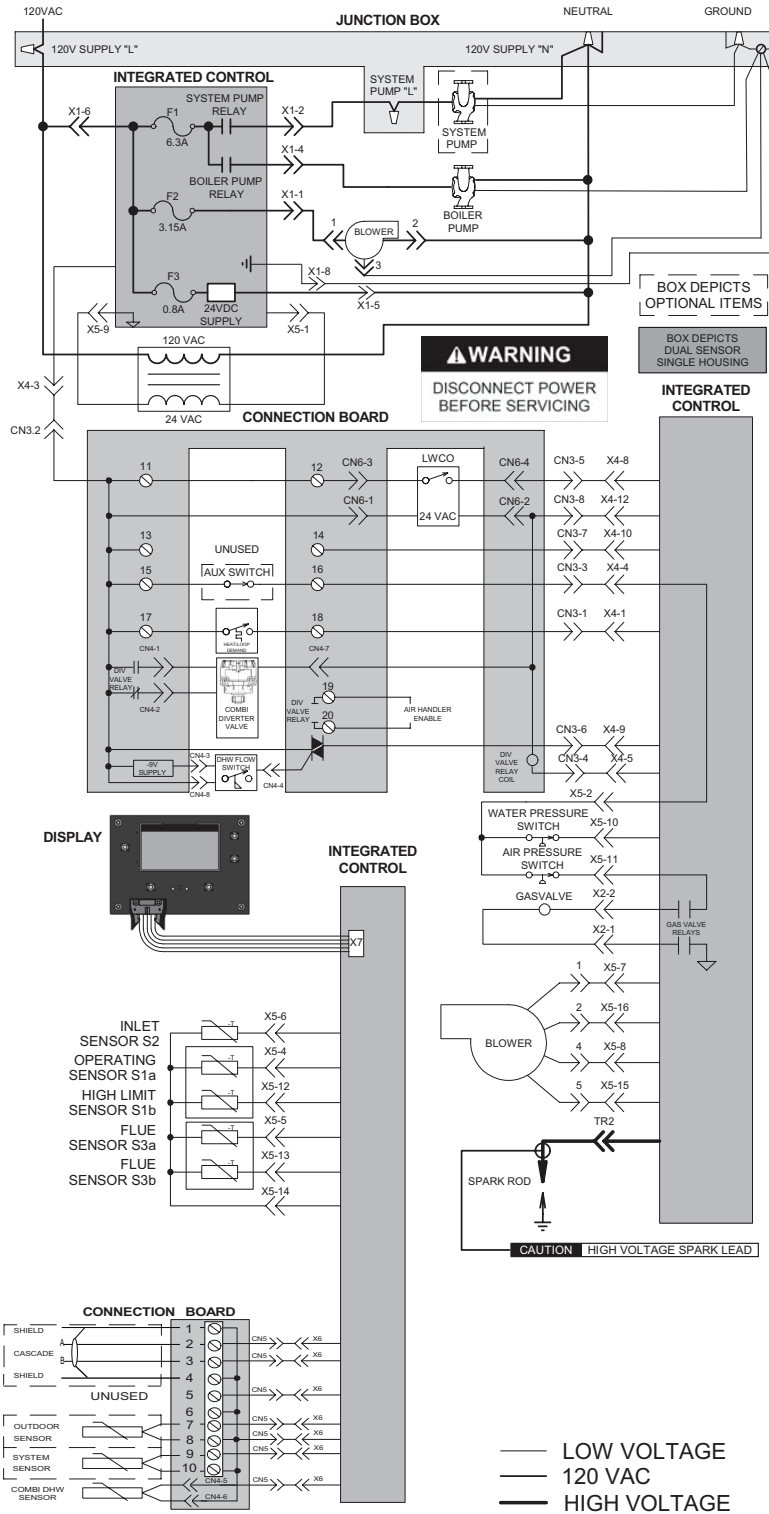 120VAC
JUNCTION BOX
NEUTRAL
GROUND
120V SUPPLY "L"
120V SUPPLY "N"
INTEGRATED CONTROL
SYSTEM
PUMP "L"
SYSTEM PUMP
RELAY
X1-6
F1
6.3A
X1-2
SYSTEM
PUMP
X1-4
BOILER PUMP
RELAY
BOILER
PUMP
F2
3.15A
X1-1
1
BLOWER
2
3
X1-8
F3
0.8A
24VDC
SUPPLY
X1-5
X5-9
X5-1
BOX DEPICTS
OPTIONAL ITEMS
BOX DEPICTS
DUAL SENSOR
SINGLE HOUSING
120 VAC
24 VAC
WARNING
DISCONNECT POWER
BEFORE SERVICING
X4-3
CN3.2
CONNECTION BOARD
INTEGRATED
CONTROL
11
12
CN6-3
LWCO
CN6-4
CN3-5
X4-8
CN6-1
24 VAC
CN6-2
CN3-8
X4-12
13
14
CN3-7
X4-10
UNUSED
15
AUX SWITCH
16
CN3-3
X4-4
17
HEAT/LOOP
DEMAND
18
CN3-1
X4-1
CN4-1
CN4-7
DIV
VALVE
RELAY
CN4-2
COMBI
DIVERTER
VALVE
DIV
VALVE
RELAY
19
20
AIR HANDLER
ENABLE
-9V
SUPPLY
CN4-3
CN4-8
DHW FLOW
SWITCH
CN4-4
DIV
VALVE
RELAY
COIL
CN3-6
X4-9
CN3-4
X4-5
X5-2
WATER PRESSURE
SWITCH
X5-10
AIR PRESSURE
SWITCH
X5-11
GASVALVE
X2-2
X2-1
GAS VALVE
RELAYS
DISPLAY
INTEGRATED
CONTROL
X7
BLOWER
1
X5-7
2
X5-16
4
X5-8
5
X5-15
TR2
SPARK ROD
CAUTION HIGH VOLTAGE SPARK LEAD
INLET
SENSOR S2
-T
X5-6
OPERATING
SENSOR S1a
-T
X5-4
HIGH LIMIT
SENSOR S1b
-T
X5-12
FLUE
SENSOR S3a
-T
X5-5
FLUE
SENSOR S3b
-T
X5-13
X5-14
CONNECTION BOARD
SHIELD
1
A
2
CN5
X6
CASCADE
B
3
CN5
X6
SHIELD
4
UNUSED
5
CN5
X6
6
OUTDOOR
SENSOR
7
CN5
X6
8
CN5
X6
SYSTEM
SENSOR
9
CN5
X6
10
COMBI DHW
SENSOR
CN4-5
CN5
X6
CN4-6
LOW VOLTAGE
120 VAC
HIGH VOLTAGE